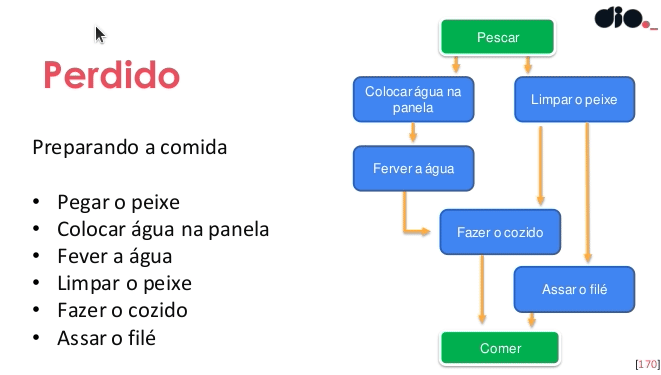 dio._
Perdido
Preparando a comida
• Pegar o peixe
• Colocar água na panela
• Fever a água
• Limpar o peixe
• Fazer o cozido
• Assar o filé
Pescar
Colocar água na
panela
Limpar o peixe
Ferver a água
Fazer o cozido
Assar o filé
Comer
[170]